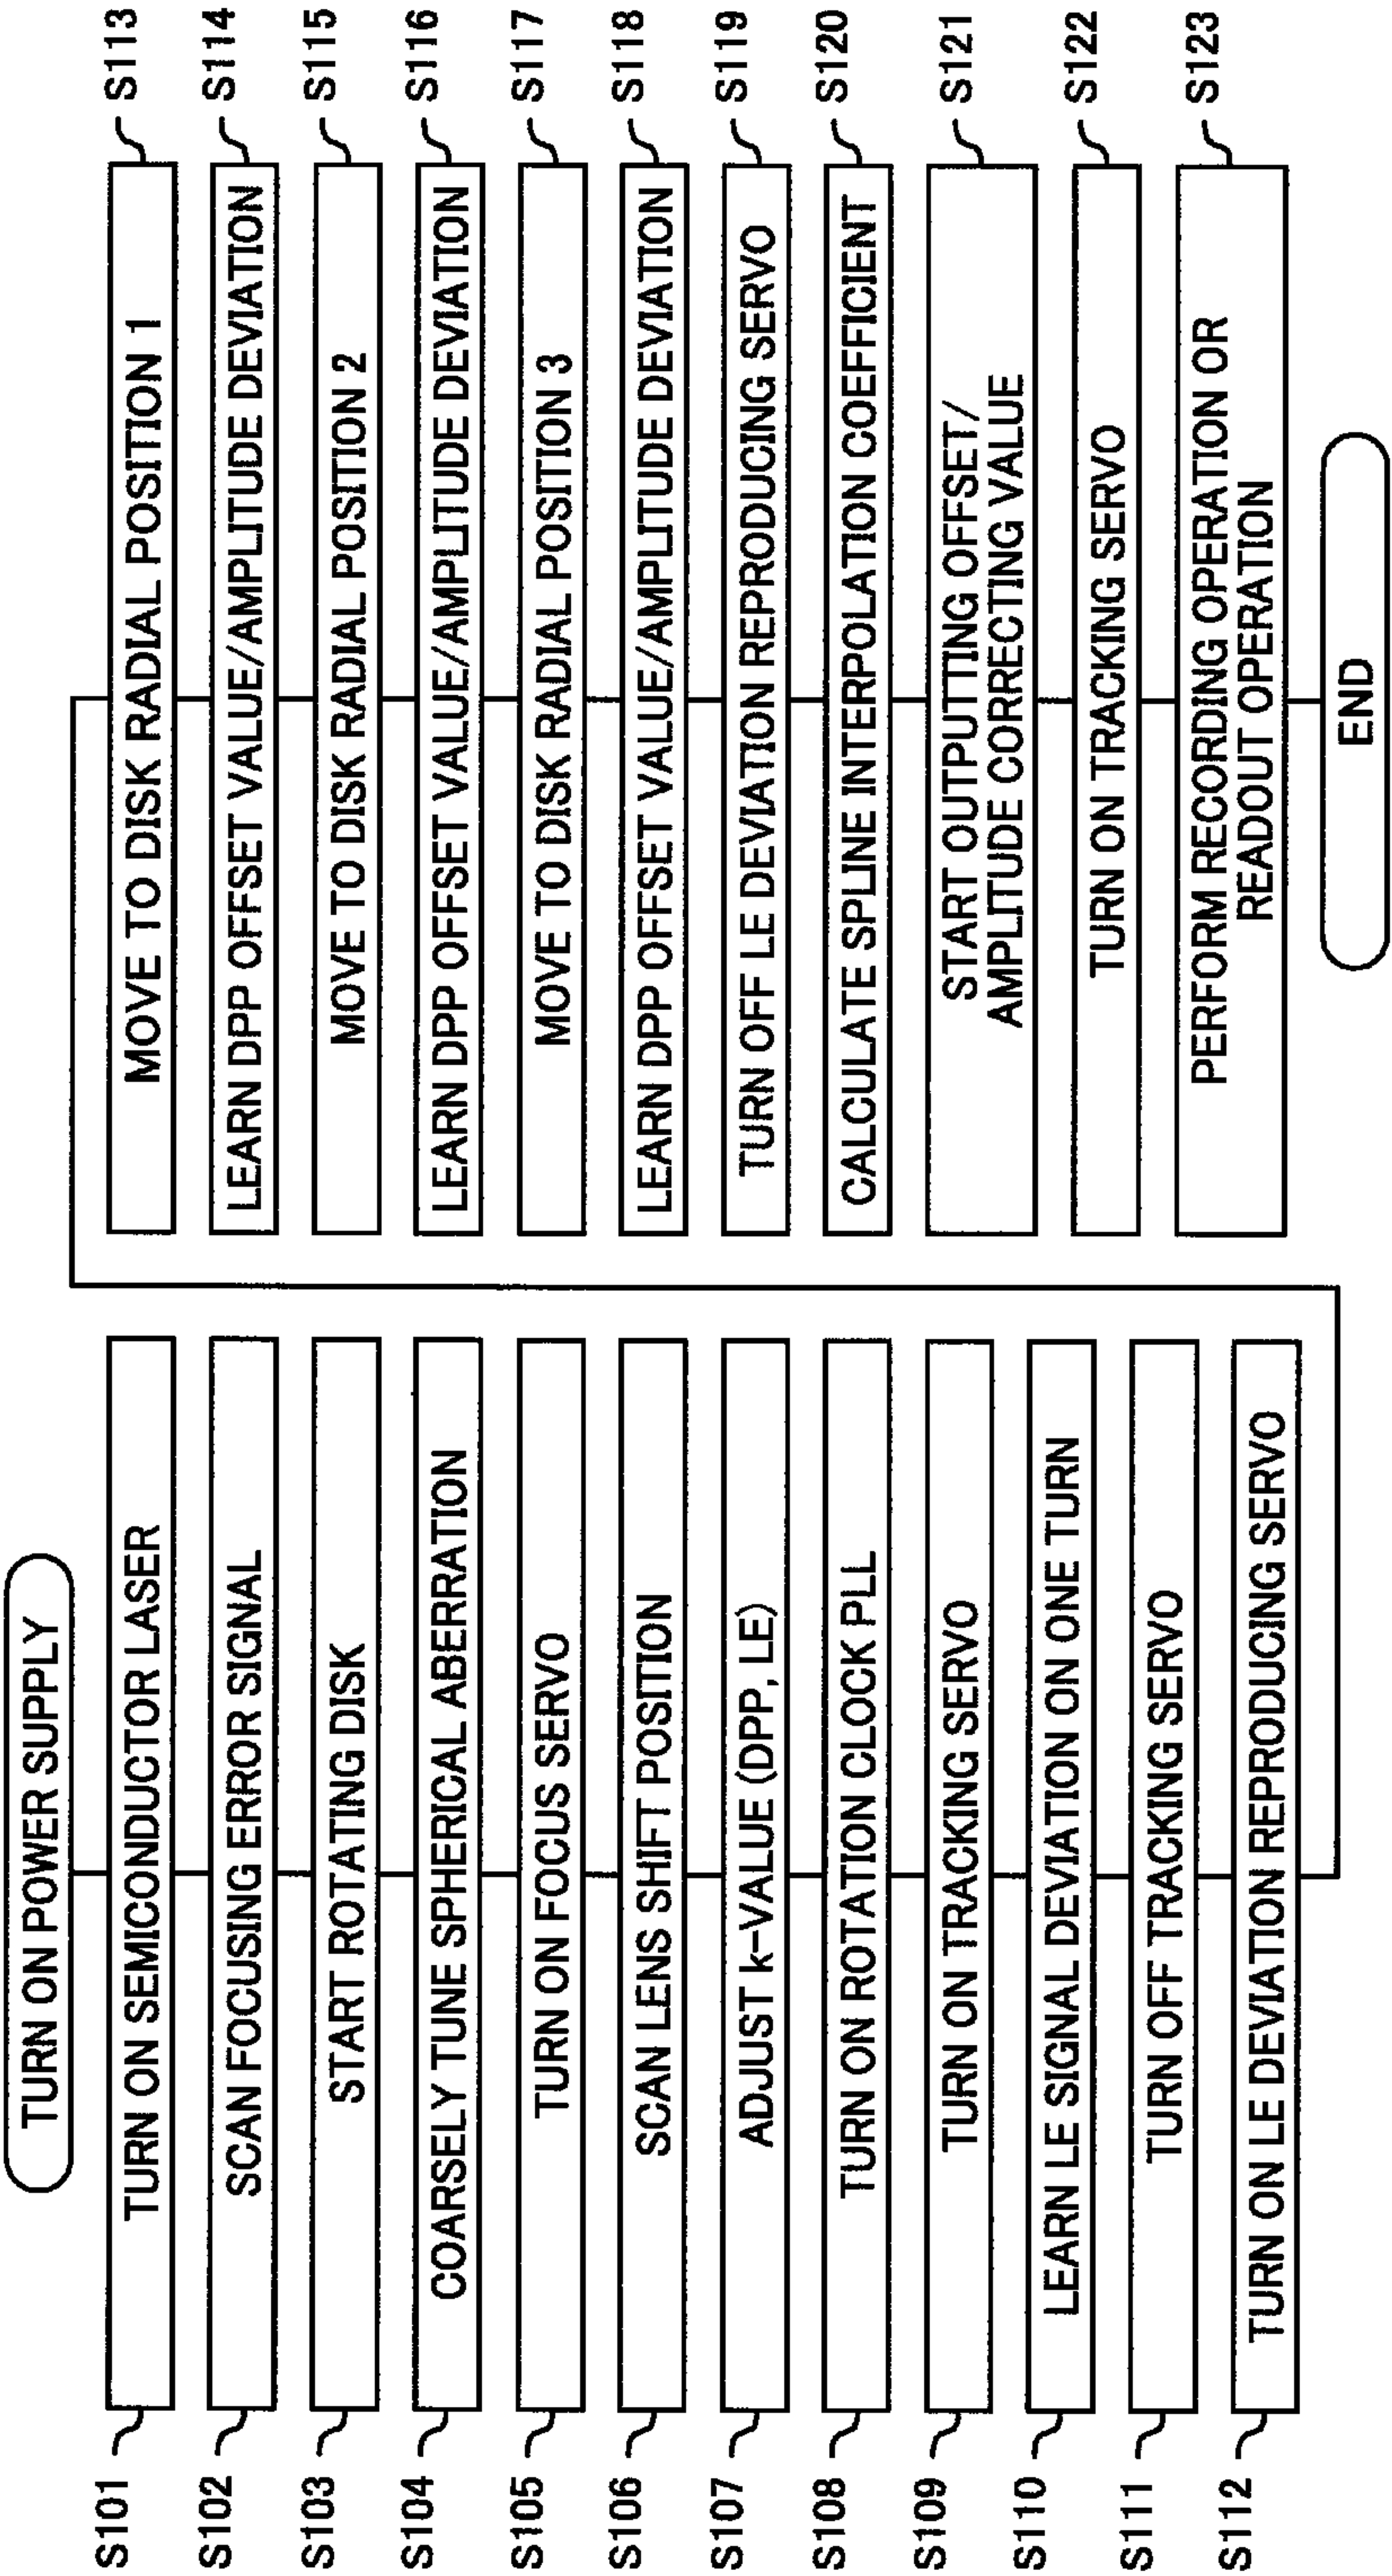 TURN ON POWER SUPPLY
S101
TURN ON SEMICONDUCTOR LASER
S102
SCAN FOCUSING ERROR SIGNAL
S103
START ROTATING DISK
S104
COARSELY TUNE SPHERICAL ABERRATION
S105
TURN ON FOCUS SERVO
S106
SCAN LENS SHIFT POSITION
S107
ADJUST k-VALUE (DPP, LE)
S108
TURN ON ROTATION CLOCK PLL
S109
TURN ON TRACKING SERVO
S110
LEARN LE SIGNAL DEVIATION ON ONE TURN
S111
TURN OFF TRACKING SERVO
S112
TURN ON LE DEVIATION REPRODUCING SERVO
MOVE TO DISK RADIAL POSITION 1
S113
LEARN DPP OFFSET VALUE/AMPLITUDE DEVIATION
S114
MOVE TO DISK RADIAL POSITION 2
S115
LEARN DPP OFFSET VALUE/AMPLITUDE DEVIATION
S116
MOVE TO DISK RADIAL POSITION 3
S117
LEARN DPP OFFSET VALUE/AMPLITUDE DEVIATION
S118
TURN OFF LE DEVIATION REPRODUCING SERVO
S119
CALCULATE SPLINE INTERPOLATION COEFFICIENT
S120
START OUTPUTTING OFFSET/
AMPLITUDE CORRECTING VALUE
S121
TURN ON TRACKING SERVO
S122
PERFORM RECORDING OPERATION OR
READOUT OPERATION
S123
END